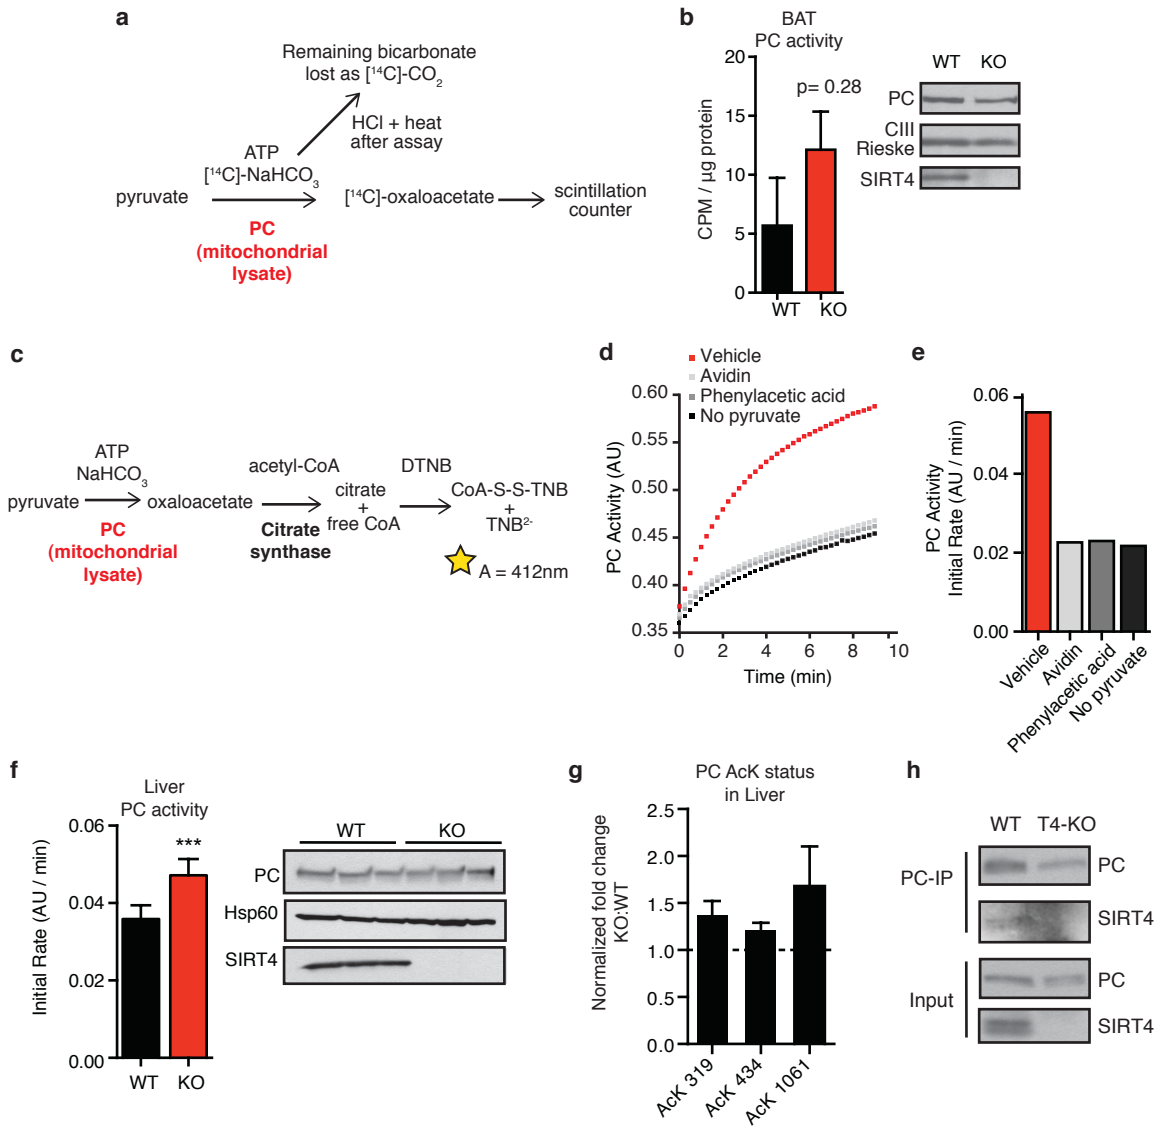 a
Remaining bicarbonate
lost as [¹⁴C]-CO₂
HCl + heat
after assay
ATP
[¹⁴C]-NaHCO₃
pyruvate
[¹⁴C]-oxaloacetate
scintillation
counter
PC
(mitochondrial
lysate)
b
BAT
PC activity
20
15
10
5
0
CPM / µg protein
p= 0.28
WT
KO
WT
KO
PC
CIII
Rieske
SIRT4
c
ATP
NaHCO₃
pyruvate
oxaloacetate
PC
(mitochondrial
lysate)
acetyl-CoA
Citrate
synthase
citrate
+
free CoA
DTNB
CoA-S-S-TNB
+
TNB²⁻
A = 412nm
d
Vehicle
Avidin
Phenylacetic acid
No pyruvate
0.60
0.55
0.50
0.45
0.40
0.35
PC Activity (AU)
0 2 4 6 8 10
Time (min)
e
0.06
0.04
0.02
0.00
PC Activity
Initial Rate (AU / min)
Vehicle
Avidin
Phenylacetic acid
No pyruvate
f
Liver
PC activity
0.06
0.04
0.02
0.00
Initial Rate (AU / min)
***
WT
KO
WT
KO
PC
Hsp60
SIRT4
g
PC AcK status
in Liver
2.5
2.0
1.5
1.0
0.5
0.0
Normalized fold change
KO:WT
AcK 319
AcK 434
AcK 1061
h
WT T4-KO
PC-IP
PC
SIRT4
Input
PC
SIRT4